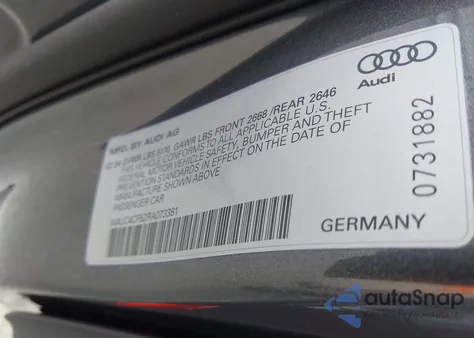 Audi
MFD. BY AUDI AG
GVWR LBS GAWR LBS FRONT 2668 / REAR 2646
THIS VEHICLE CONFORMS TO ALL APPLICABLE U.S.
FEDERAL MOTOR VEHICLE SAFETY, BUMPER AND THEFT
PREVENTION STANDARDS IN EFFECT ON THE DATE OF
MANUFACTURE SHOWN ABOVE
PASSENGER CAR
0731882
GERMANY
autoSnap